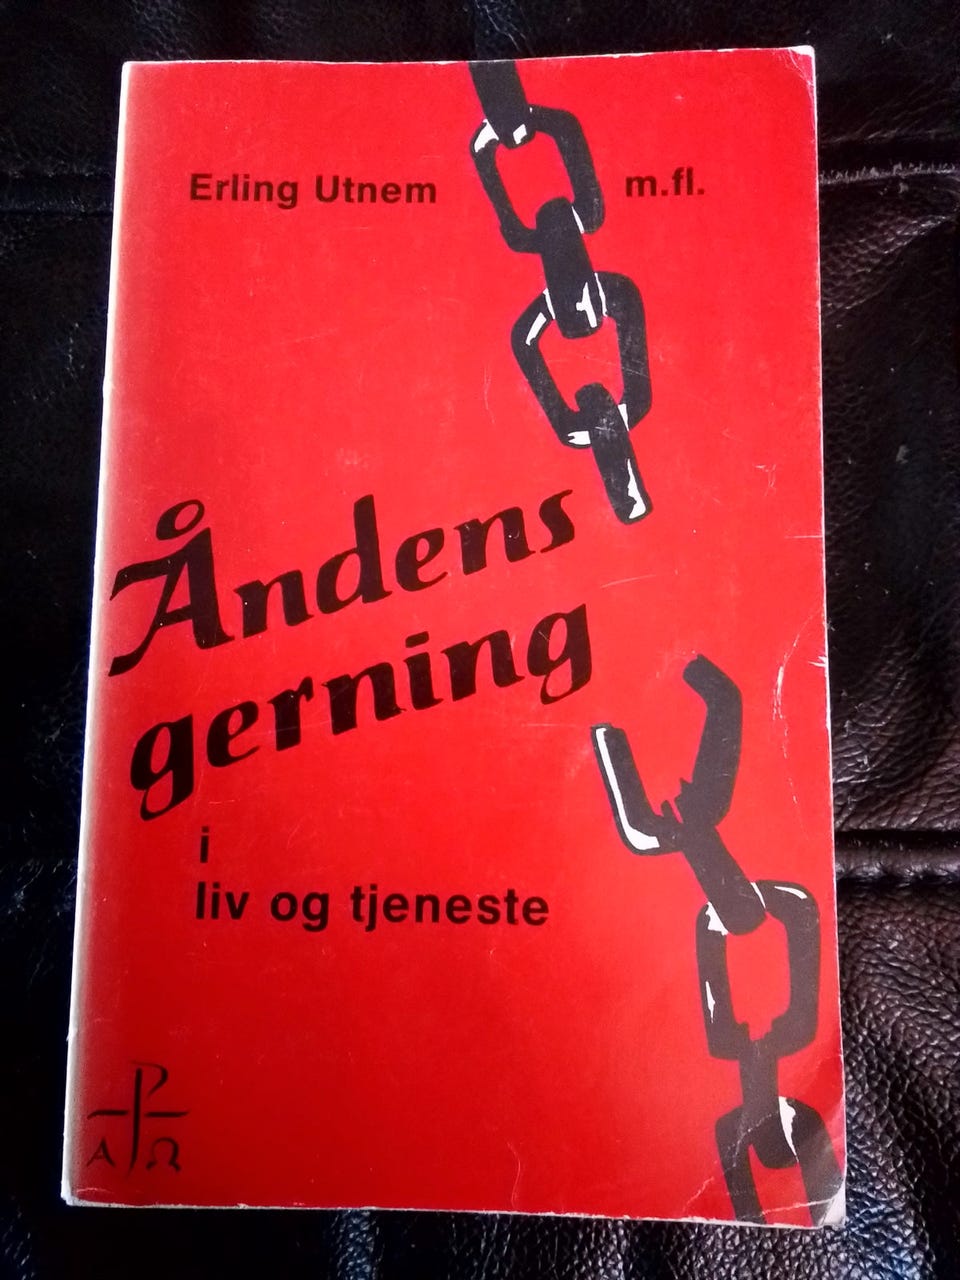 Erling Utnem m.fl.
Åndens
gerning
i
liv og tjeneste
P
Α Ω